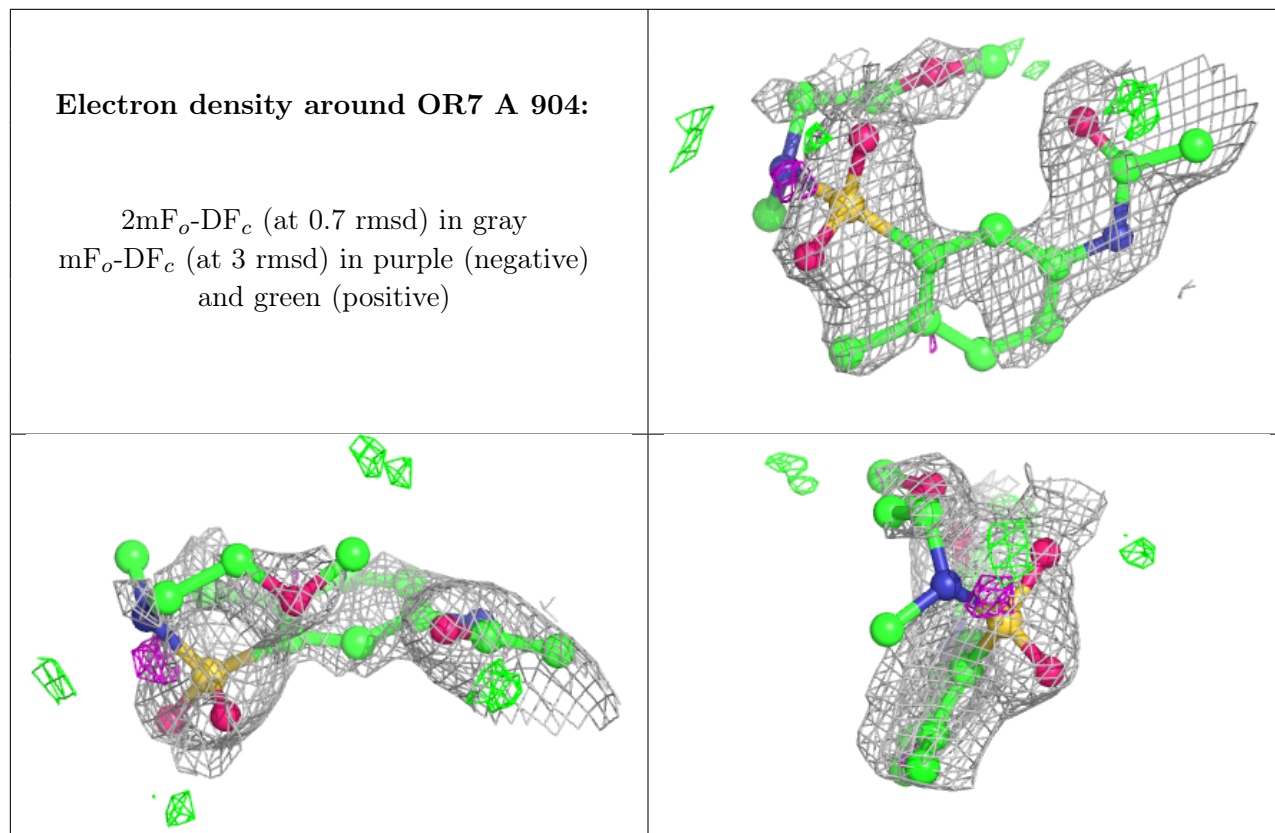 Electron density around OR7 A 904:
2mFo-DFc (at 0.7 rmsd) in gray
mFo-DFc (at 3 rmsd) in purple (negative)
and green (positive)